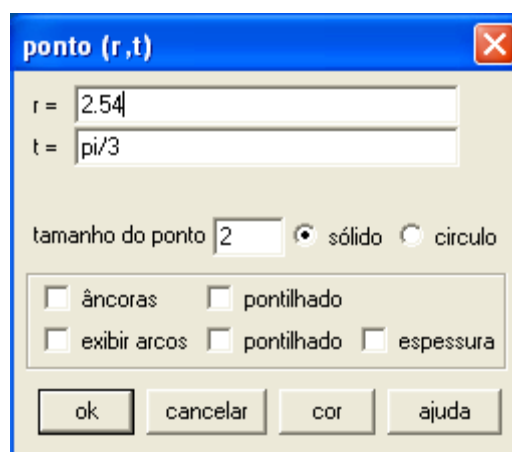 ponto (r,t)
r = 2.54
t = pi/3
tamanho do ponto 2 sólido circulo
âncoras pontilhado
exibir arcos pontilhado espessura
ok cancelar cor ajuda